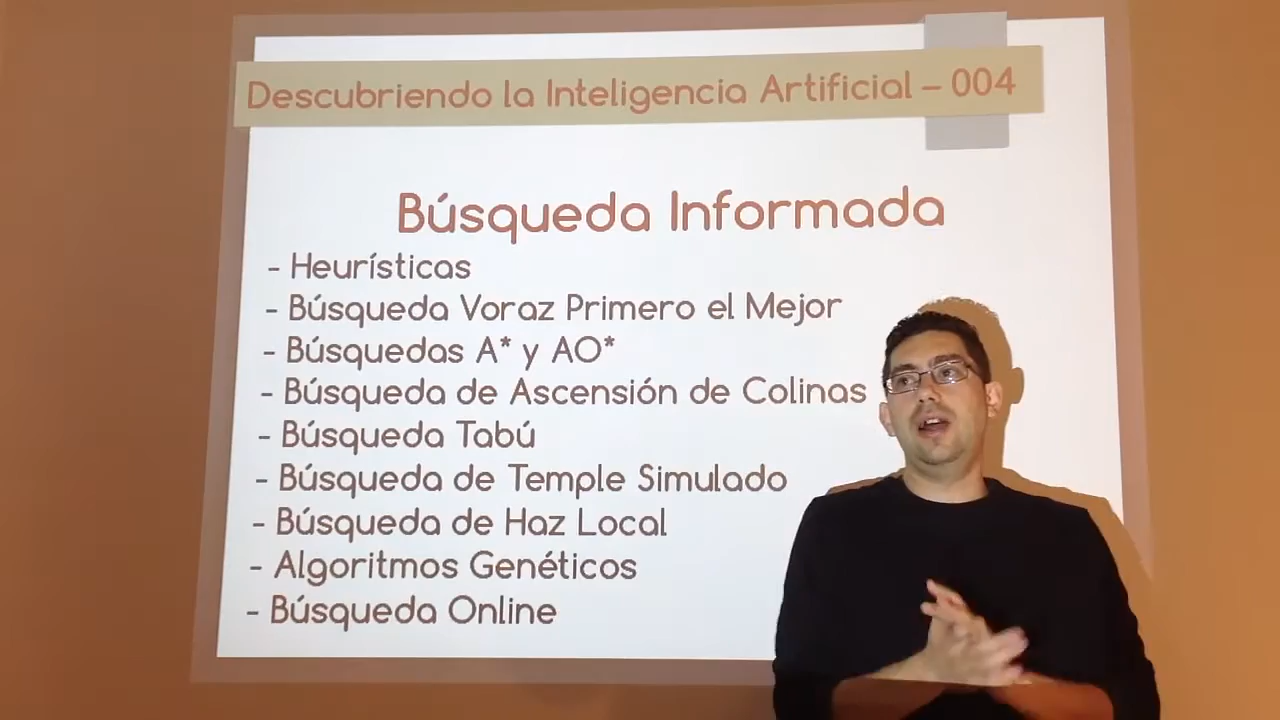 Descubriendo la Inteligencia Artificial – 004
Búsqueda Informada
- Heurísticas
- Búsqueda Voraz Primero el Mejor
- Búsquedas A* y AO*
- Búsqueda de Ascensión de Colinas
- Búsqueda Tabú
- Búsqueda de Temple Simulado
- Búsqueda de Haz Local
- Algoritmos Genéticos
- Búsqueda Online